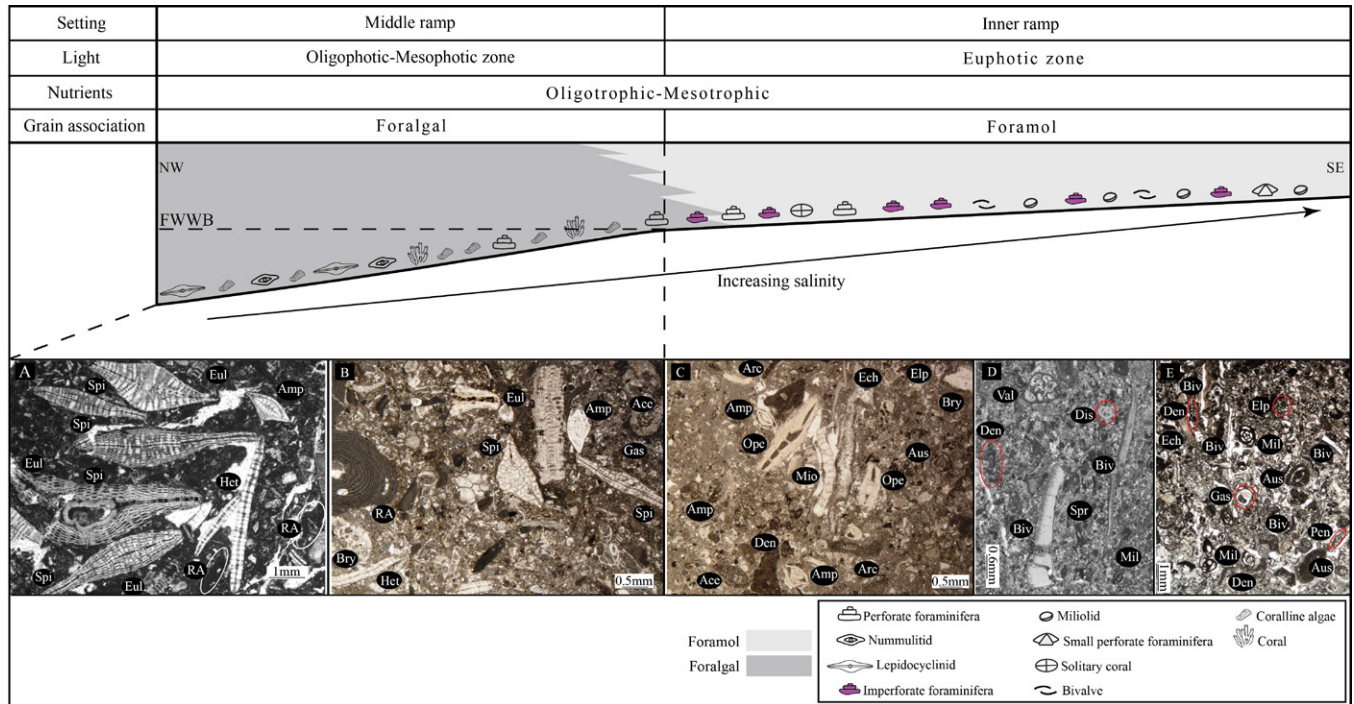 Setting
Middle ramp
Inner ramp
Light
Oligophotic-Mesophotic zone
Euphotic zone
Nutrients
Oligotrophic-Mesotrophic
Grain association
Foralgal
Foramol
NW
SE
FWWB
Increasing salinity
A
Spi
Eul
Amp
Spi
Spi
Eul
Spi
Het
RA
Spi
Eul
RA
1mm
B
Eul
Amp
Ace
Spi
Gas
RA
Spi
Bry
Het
0.5mm
C
Arc
Ech
Elp
Amp
Bry
Ope
Aus
Mio
Ope
Amp
Den
Ace
Amp
Arc
0.5mm
D
Val
Dis
Den
Biv
Biv
Spr
Mil
0.6mm
E
Biv
Elp
Den
Ech
Biv
Mil
Biv
Aus
Gas
Biv
Pen
Mil
Aus
Den
1mm
Foramol
Foralgal
Perforate foraminifera
Miliolid
Coralline algae
Nummulitid
Small perforate foraminifera
Coral
Lepidocyclinid
Solitary coral
Imperforate foraminifera
Bivalve